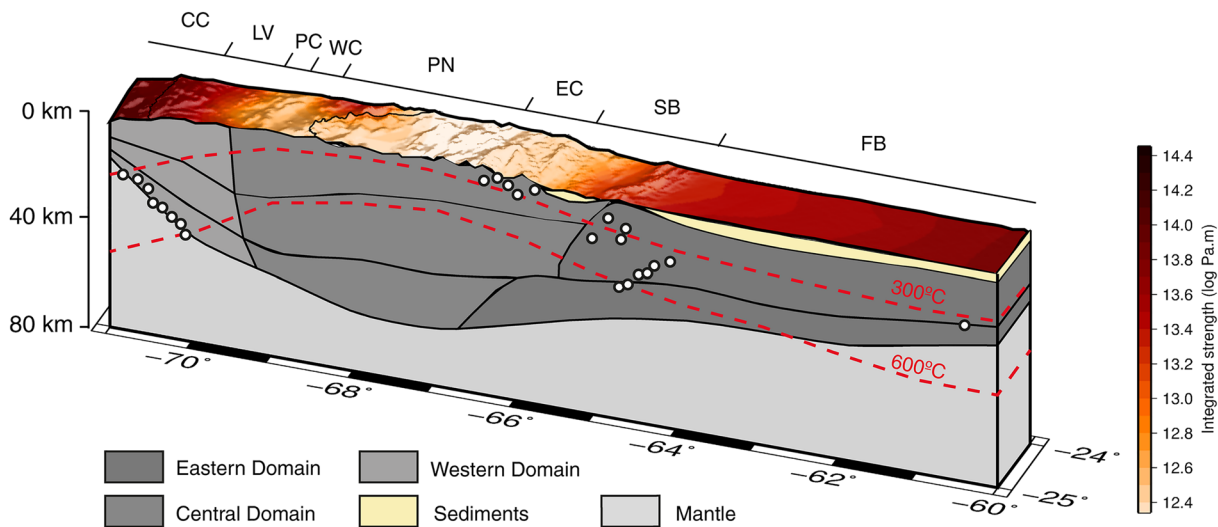 CC LV PC WC PN EC SB FB
0 km
40 km
80 km
300ºC
600ºC
−70°
−68°
−66°
−64°
−62°
−60°
−24°
−25°
14.4
14.2
14.0
13.8
13.6
13.4
13.2
13.0
12.8
12.6
12.4
Integrated strength (log Pa.m)
Eastern Domain
Western Domain
Central Domain
Sediments
Mantle